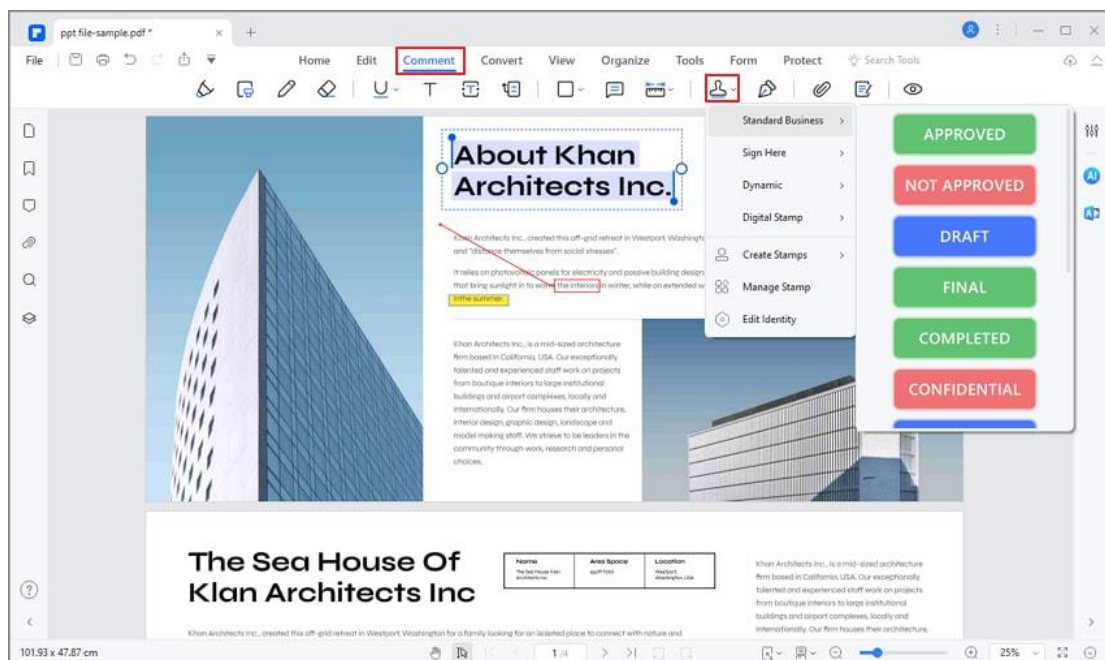 ppt file-sample.pdf *
File
Home Edit Comment Convert View Organize Tools Form Protect Search Tools
Standard Business
Sign Here
Dynamic
Digital Stamp
Create Stamps
Manage Stamp
Edit Identity
APPROVED
NOT APPROVED
DRAFT
FINAL
COMPLETED
CONFIDENTIAL
About Khan
Architects Inc.
Khan Architects Inc., created this off-grid retreat in Westport, Washington
and "distance themselves from social stresses".
It relies on photovoltaic panels for electricity and passive building design
that bring sunlight in to warm the interiors in winter, while an extended
inthe summer.
Khan Architects Inc., is a mid-sized architecture
firm based in California, USA. Our exceptionally
talented and experienced staff work on projects
from boutique interiors to large institutional
buildings and airport complexes, locally and
internationally. Our firm houses their architecture,
interior design, graphic design, landscape and
model making staff. We strieve to be leaders in the
community through work, research and personal
choices.
The Sea House Of
Klan Architects Inc
Name
The Sea House Klan
Architects Inc
Area Space
Location
Westport,
Washington, USA
Khan Architects Inc., is a mid-sized architecture
firm based in California, USA. Our exceptionally
talented and experienced staff work on projects
from boutique interiors to large institutional
buildings and airport complexes, locally and
internationally. Our firm houses their architecture,
Khan Architects Inc., created this off-grid retreat in Westport, Washington for a family looking for an isolated place to connect with nature and
101.93 x 47.87 cm
1 /4
25%